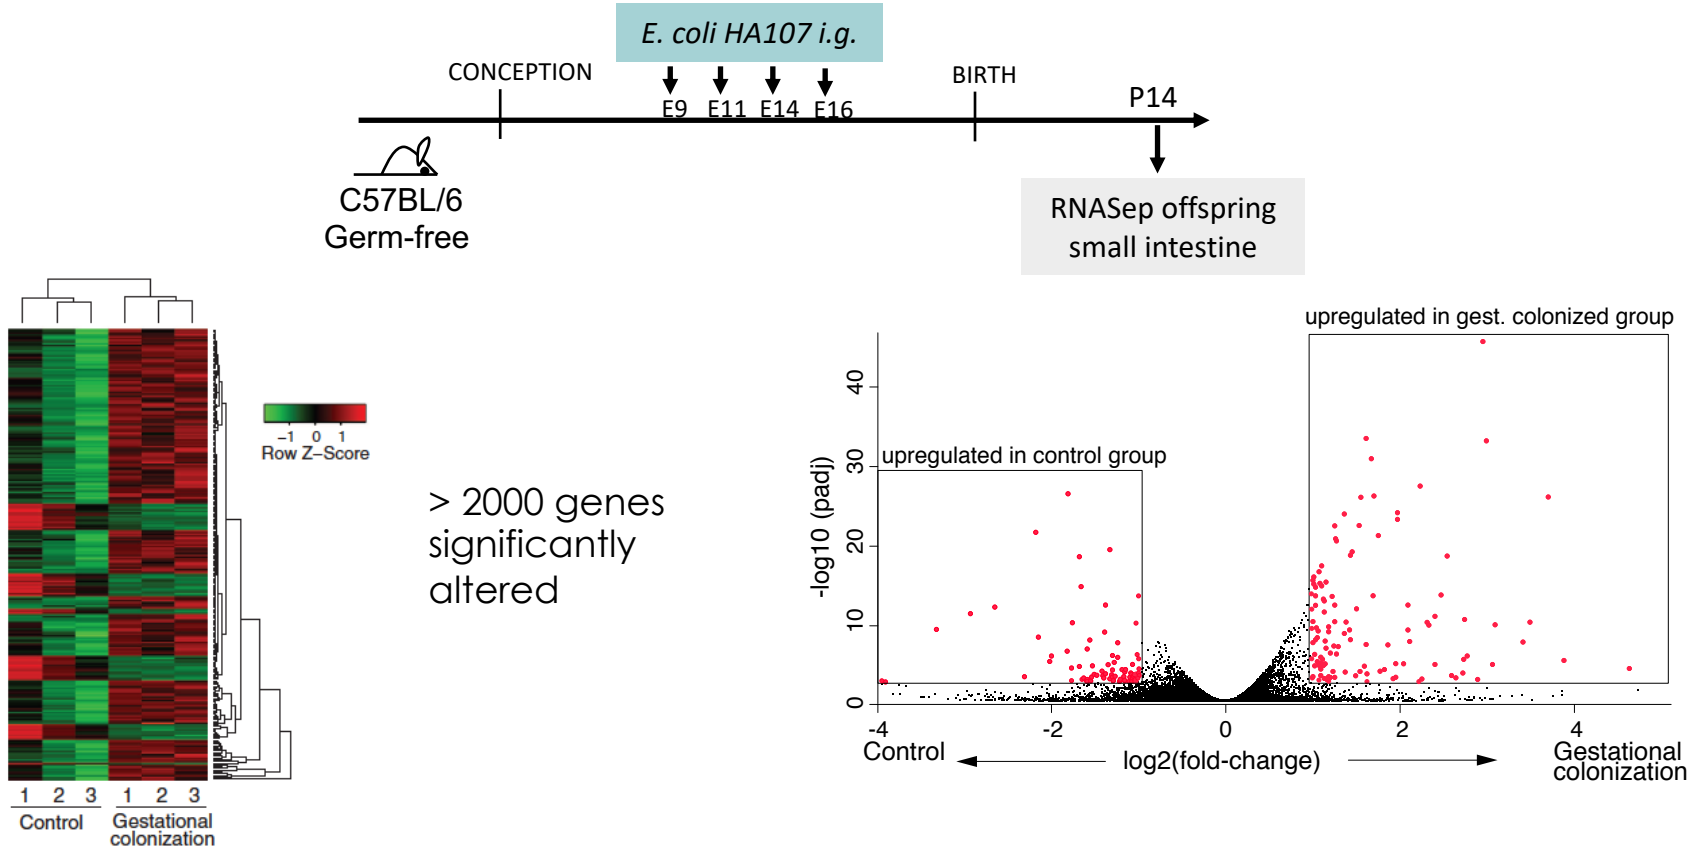 E. coli HA107 i.g.
CONCEPTION
BIRTH
P14
E9 E11 E14 E16
C57BL/6
Germ-free
RNASep offspring
small intestine
−1 0 1
Row Z−Score
> 2000 genes
significantly
altered
1 2 3 1 2 3
Control
Gestational
colonization
upregulated in gest. colonized group
upregulated in control group
-log10 (padj)
40
30
20
10
0
-4 -2 0 2 4
Control
log2(fold-change)
Gestational
colonization